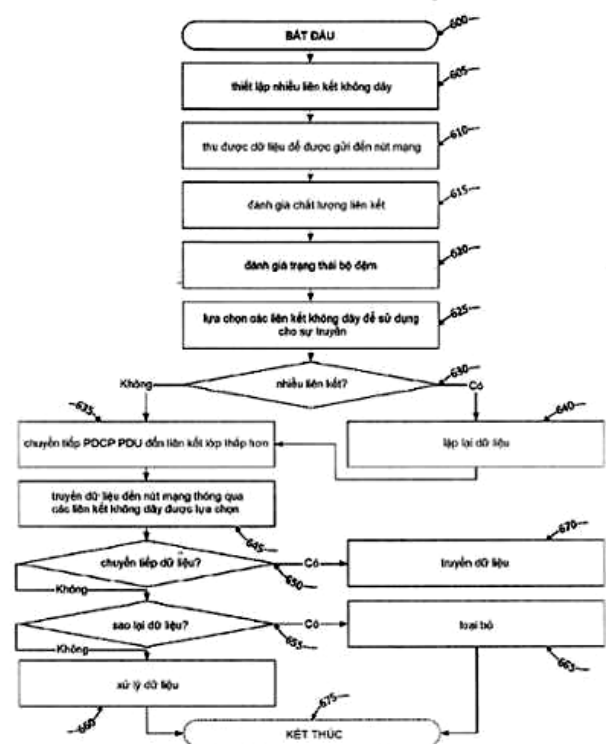 BẮT ĐẦU
600
thiết lập nhiều liên kết không dây
605
thu được dữ liệu để được gửi đến nút mạng
610
đánh giá chất lượng liên kết
615
đánh giá trạng thái bộ đệm
620
lựa chọn các liên kết không dây để sử dụng
cho sự truyền
625
nhiều liên kết?
630
Không
Có
635
chuyển tiếp PDCP PDU đến liên kết lớp thấp hơn
640
lặp lại dữ liệu
truyền dữ liệu đến nút mạng thông qua
các liên kết không dây được lựa chọn
645
chuyển tiếp dữ liệu?
650
Có
Không
670
truyền dữ liệu
sao lại dữ liệu?
655
Có
Không
loại bỏ
665
xử lý dữ liệu
660
675
KẾT THÚC